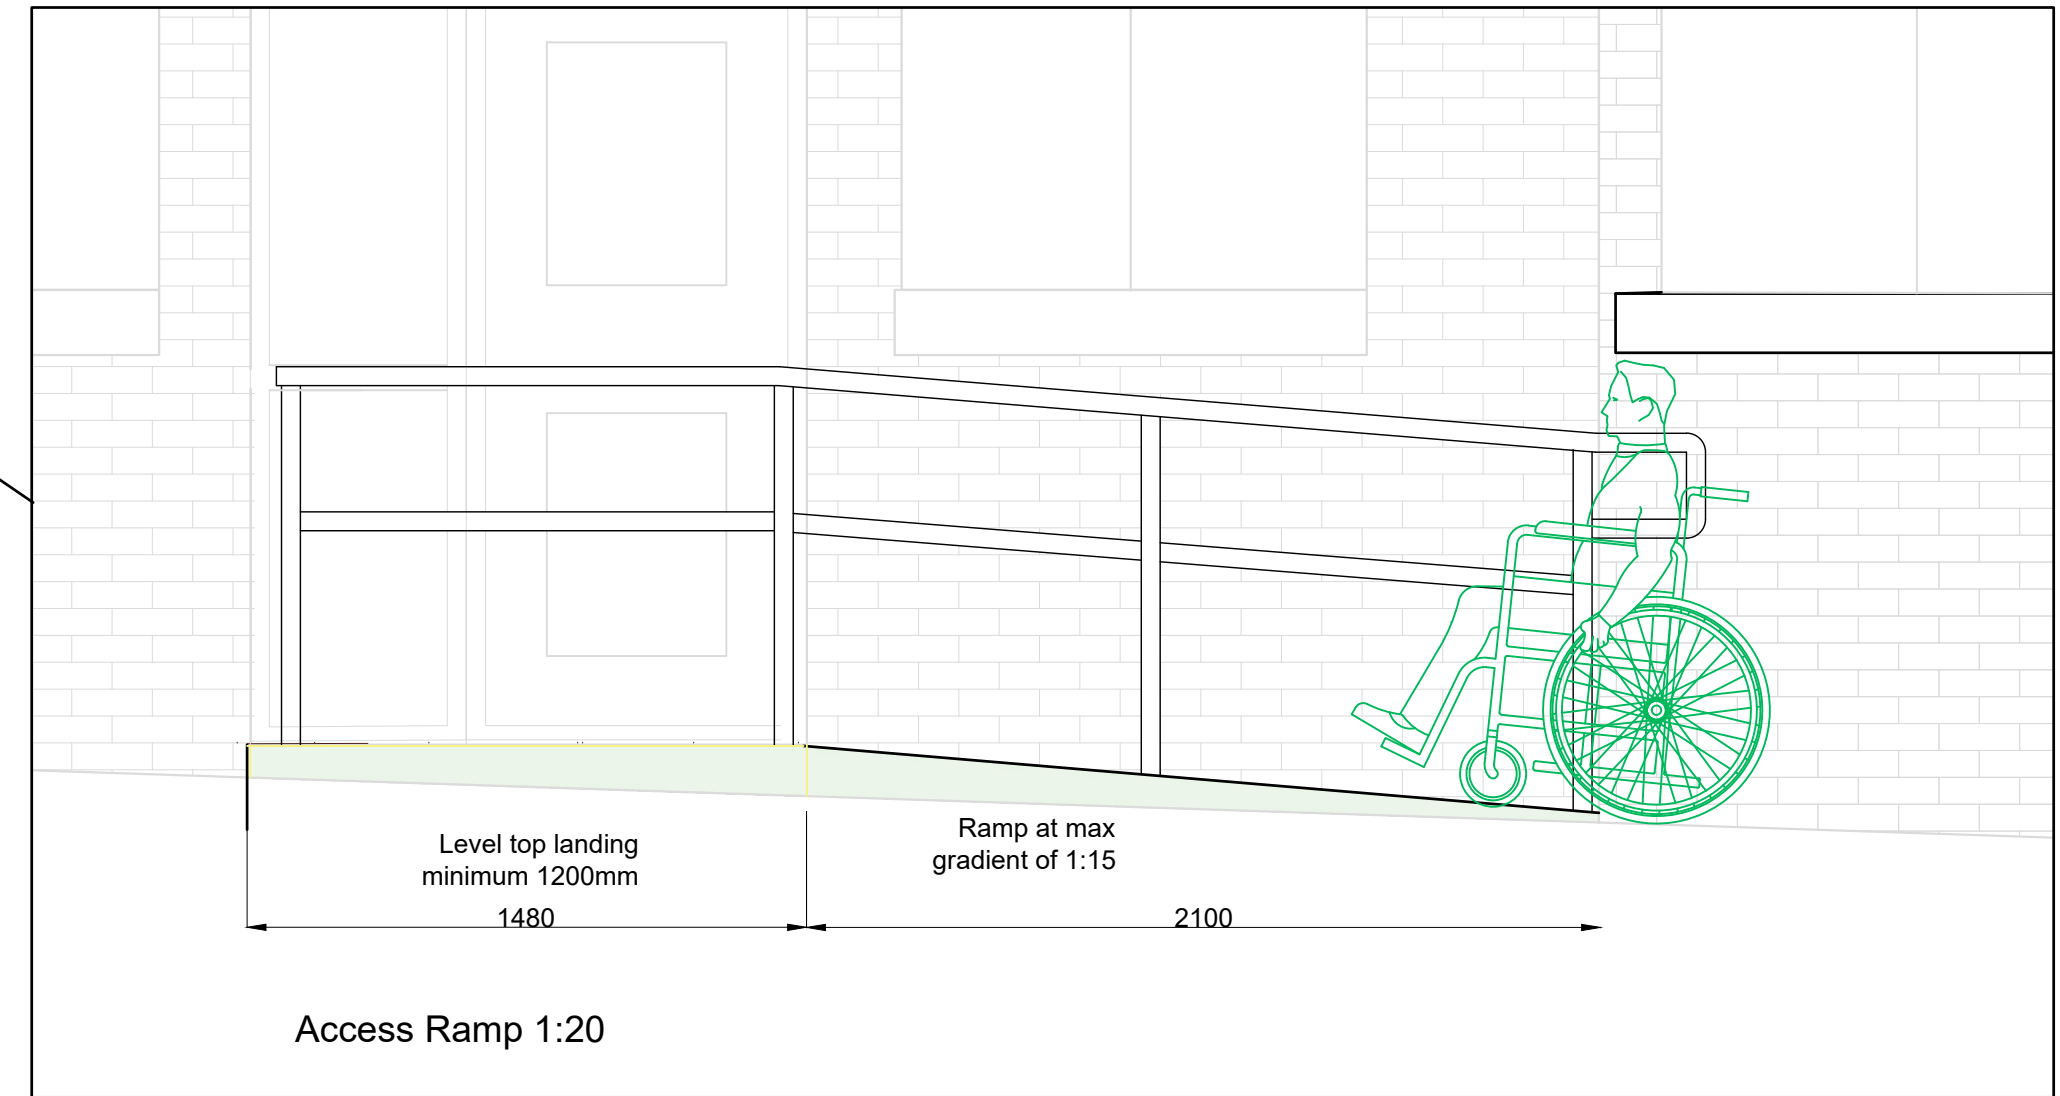 Level top landing
minimum 1200mm
Ramp at max
gradient of 1:15
1480
2100
Access Ramp 1:20